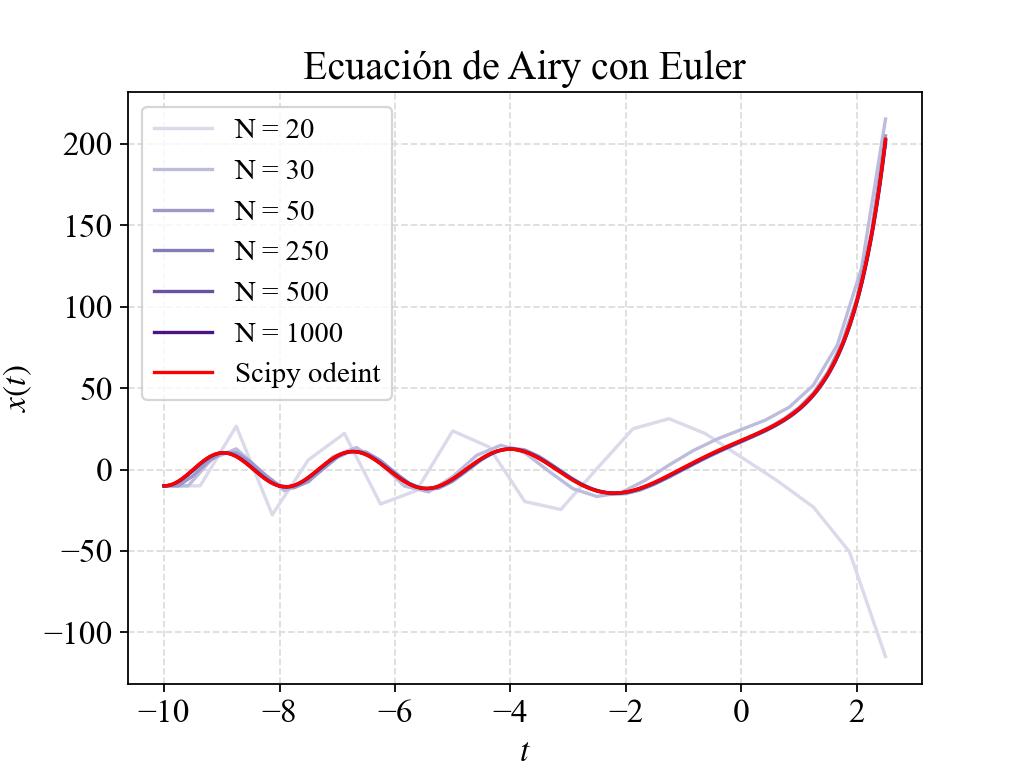 Ecuación de Airy con Euler
N = 20
N = 30
N = 50
N = 250
N = 500
N = 1000
Scipy odeint
200
150
100
50
0
−50
−100
x(t)
−10 −8 −6 −4 −2 0 2
t